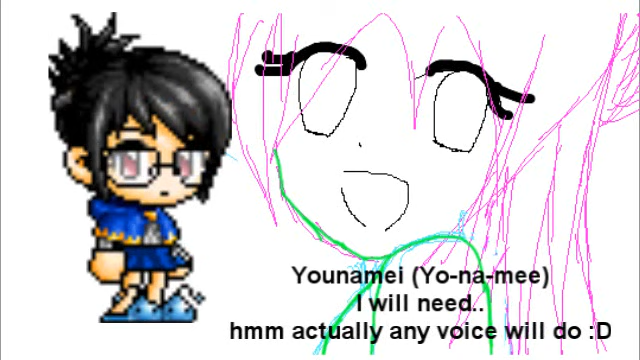 Younamei (Yo-na-mee)
I will need..
hmm actually any voice will do :D